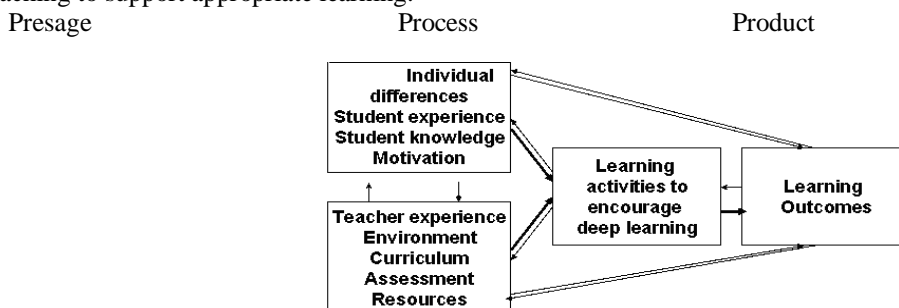 aching to support appropriate learning.
Presage Process Product
Individual
differences
Student experience
Student knowledge
Motivation
Teacher experience
Environment
Curriculum
Assessment
Resources
Learning
activities to
encourage
deep learning
Learning
Outcomes